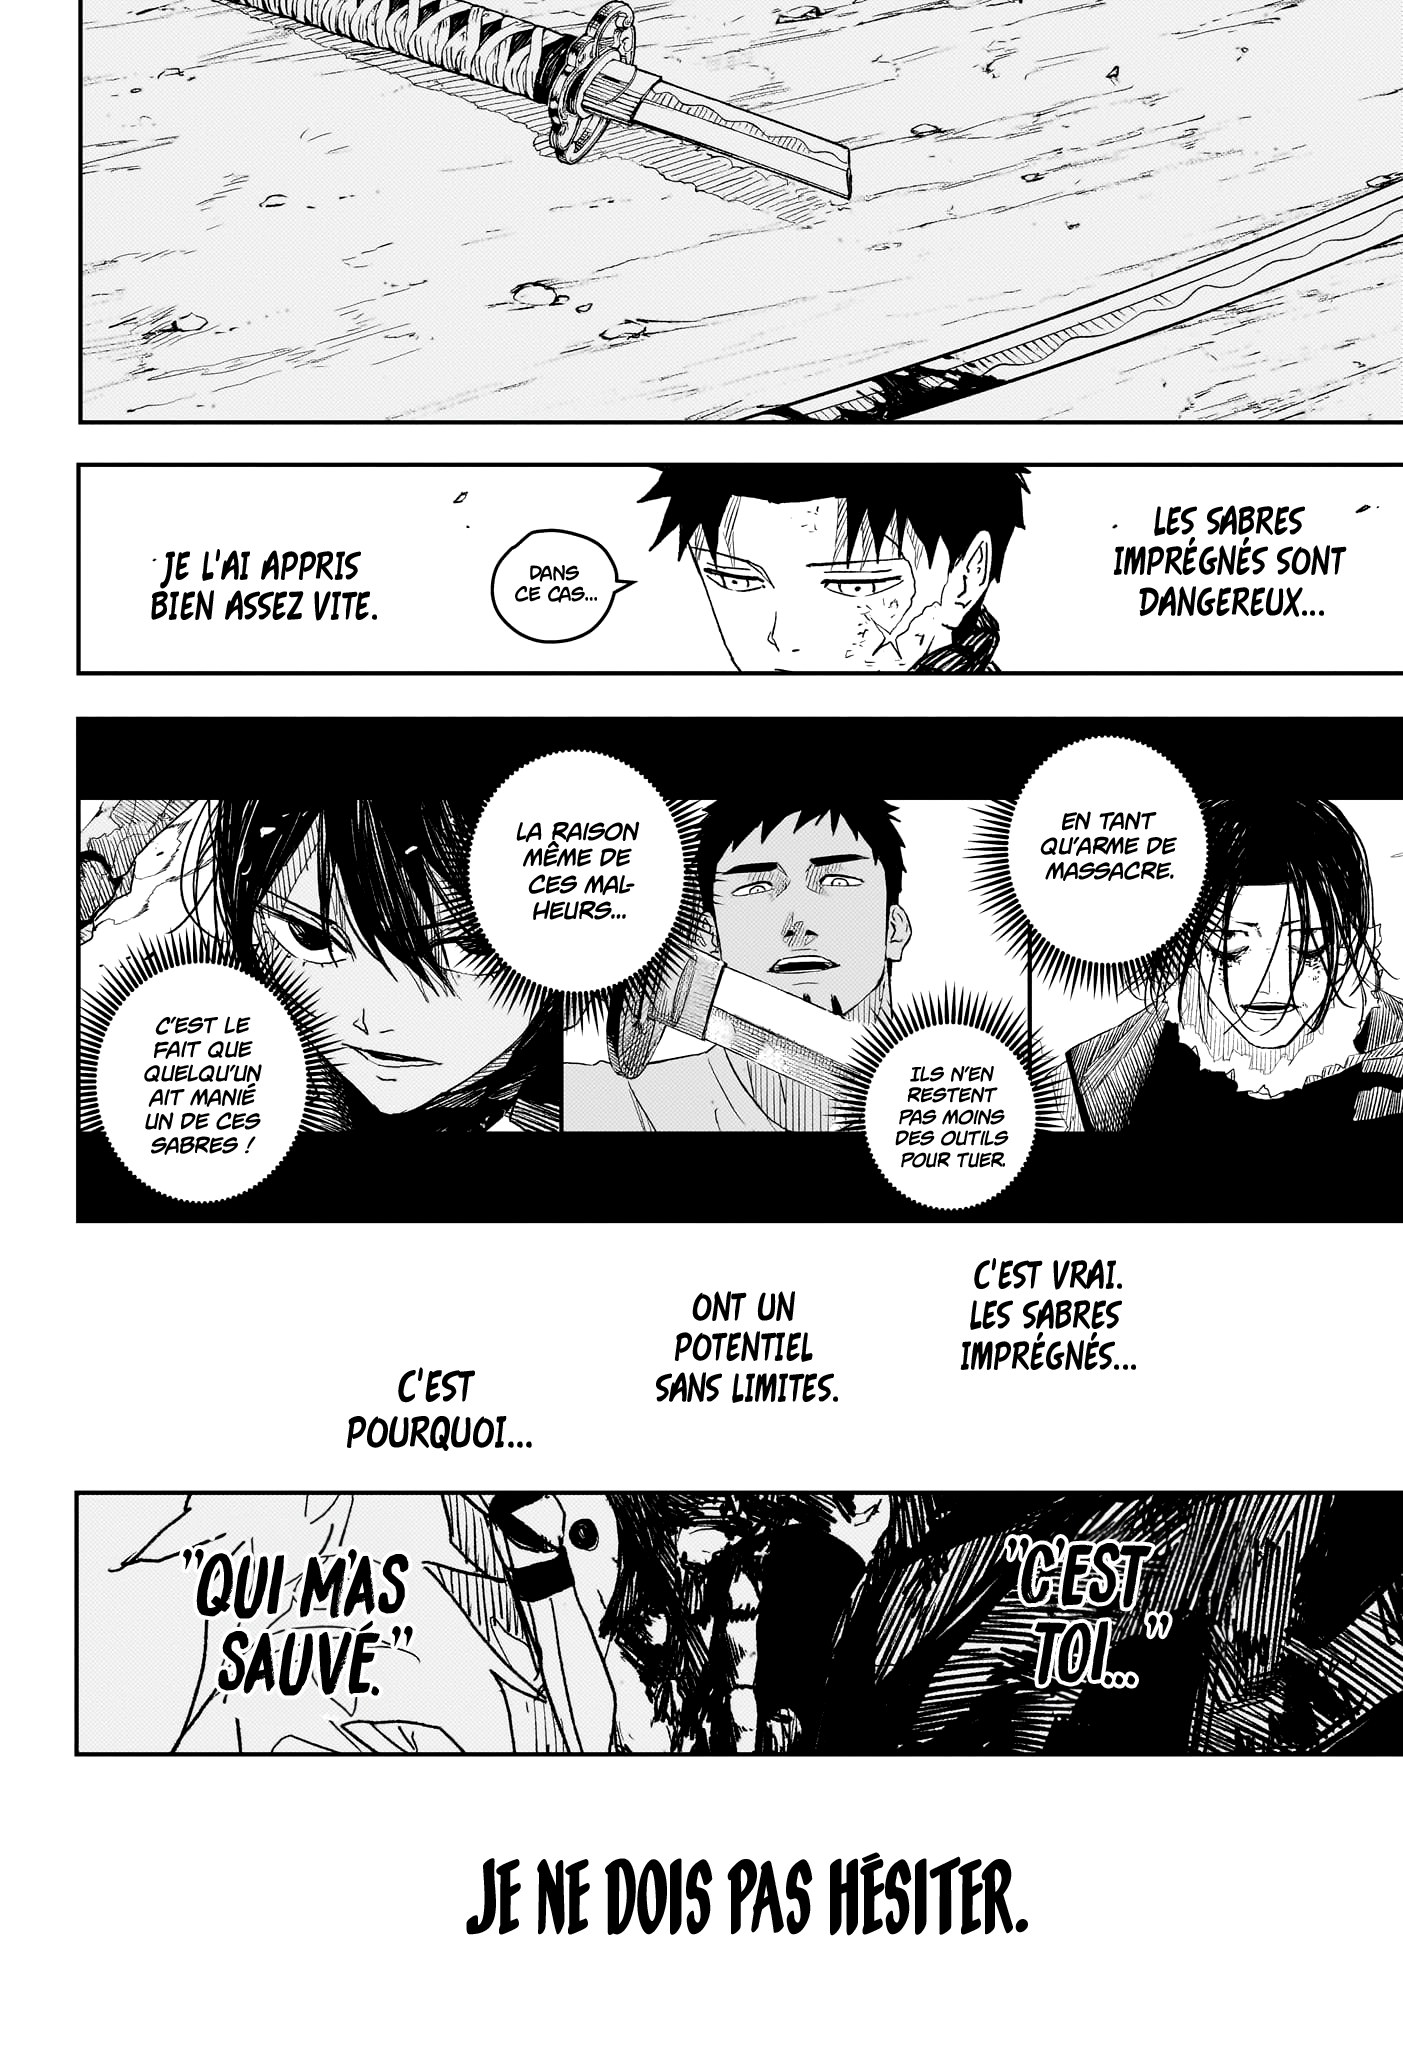 LES SABRES
IMPRÉGNÉS SONT
DANGEREUX...
DANS
CE CAS...
JE L'AI APPRIS
BIEN ASSEZ VITE.
EN TANT
QU'ARME DE
MASSACRE.
ILS N'EN
RESTENT
PAS MOINS
DES OUTILS
POUR TUER.
LA RAISON
MÊME DE
CES MAL-
HEURS...
C'EST LE
FAIT QUE
QUELQU'UN
AIT MANIÉ
UN DE CES
SABRES !
C'EST VRAI.
LES SABRES
IMPRÉGNÉS...
ONT UN
POTENTIEL
SANS LIMITES.
C'EST
POURQUOI...
"C'EST
TOI..."
"QUI M'AS
SAUVÉ."
JE NE DOIS PAS HÉSITER.